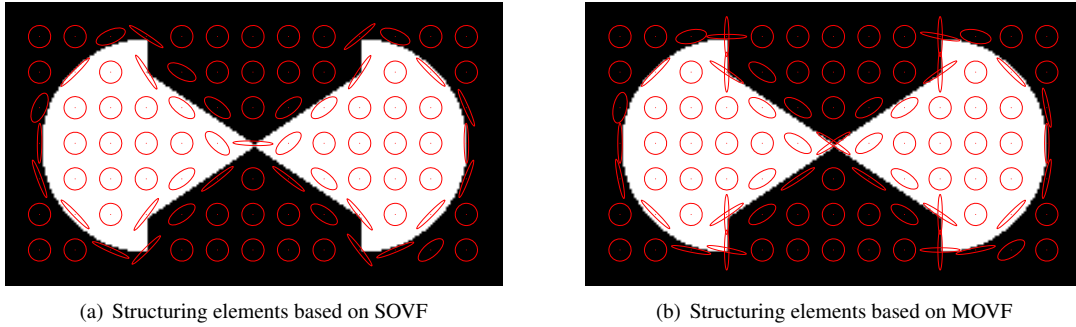 (a) Structuring elements based on SOVF
(b) Structuring elements based on MOVF